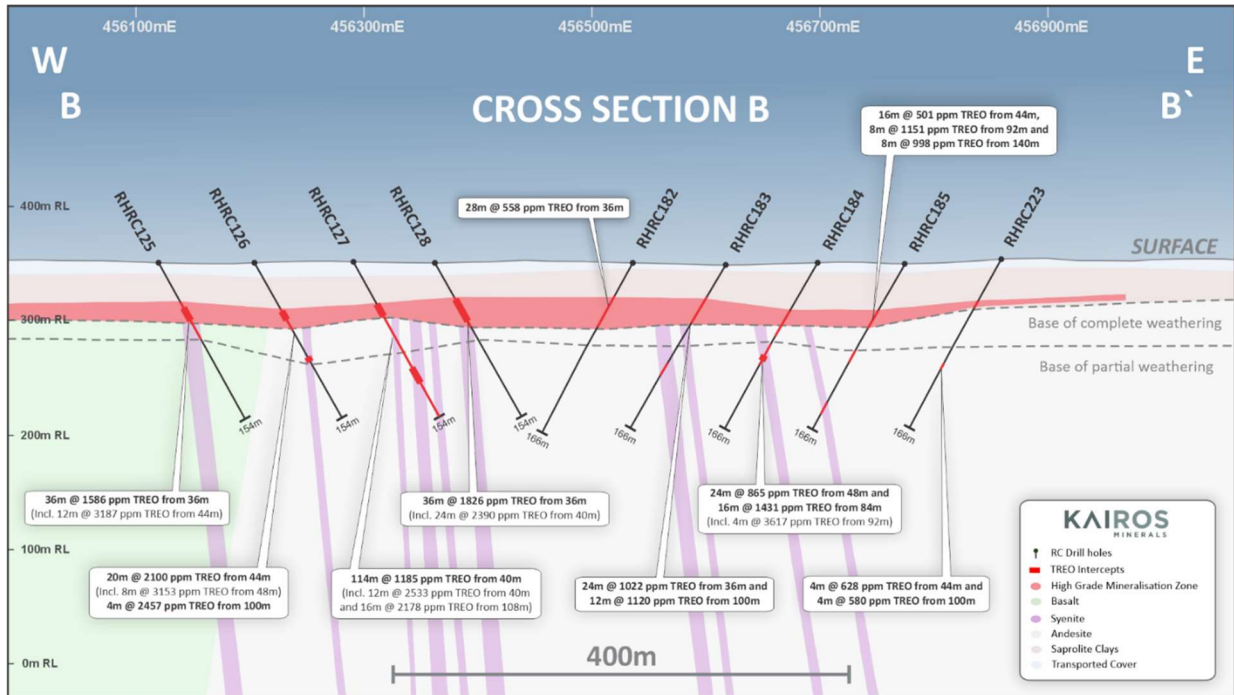 456100mE
456300mE
456500mE
456700mE
456900mE
W
E
B
B`
CROSS SECTION B
16m @ 501 ppm TREO from 44m,
8m @ 1151 ppm TREO from 92m and
8m @ 998 ppm TREO from 140m
400m RL
RHRC125
RHRC126
RHRC127
RHRC128
28m @ 558 ppm TREO from 36m
RHRC182
RHRC183
RHRC184
RHRC185
RHRC223
SURFACE
300m RL
Base of complete weathering
Base of partial weathering
200m RL
154m
154m
154m
154m
166m
166m
166m
166m
166m
36m @ 1586 ppm TREO from 36m
(Incl. 12m @ 3187 ppm TREO from 44m)
36m @ 1826 ppm TREO from 36m
(Incl. 24m @ 2390 ppm TREO from 40m)
24m @ 865 ppm TREO from 48m and
16m @ 1431 ppm TREO from 84m
(Incl. 4m @ 3617 ppm TREO from 92m)
100m RL
20m @ 2100 ppm TREO from 44m
(Incl. 8m @ 3153 ppm TREO from 48m)
4m @ 2457 ppm TREO from 100m
114m @ 1185 ppm TREO from 40m
(Incl. 12m @ 2533 ppm TREO from 40m
and 16m @ 2178 ppm TREO from 108m)
24m @ 1022 ppm TREO from 36m and
12m @ 1120 ppm TREO from 100m
4m @ 628 ppm TREO from 44m and
4m @ 580 ppm TREO from 100m
0m RL
400m
KAIROS
MINERALS
RC Drill holes
TREO Intercepts
High Grade Mineralisation Zone
Basalt
Syenite
Andesite
Saprolite Clays
Transported Cover